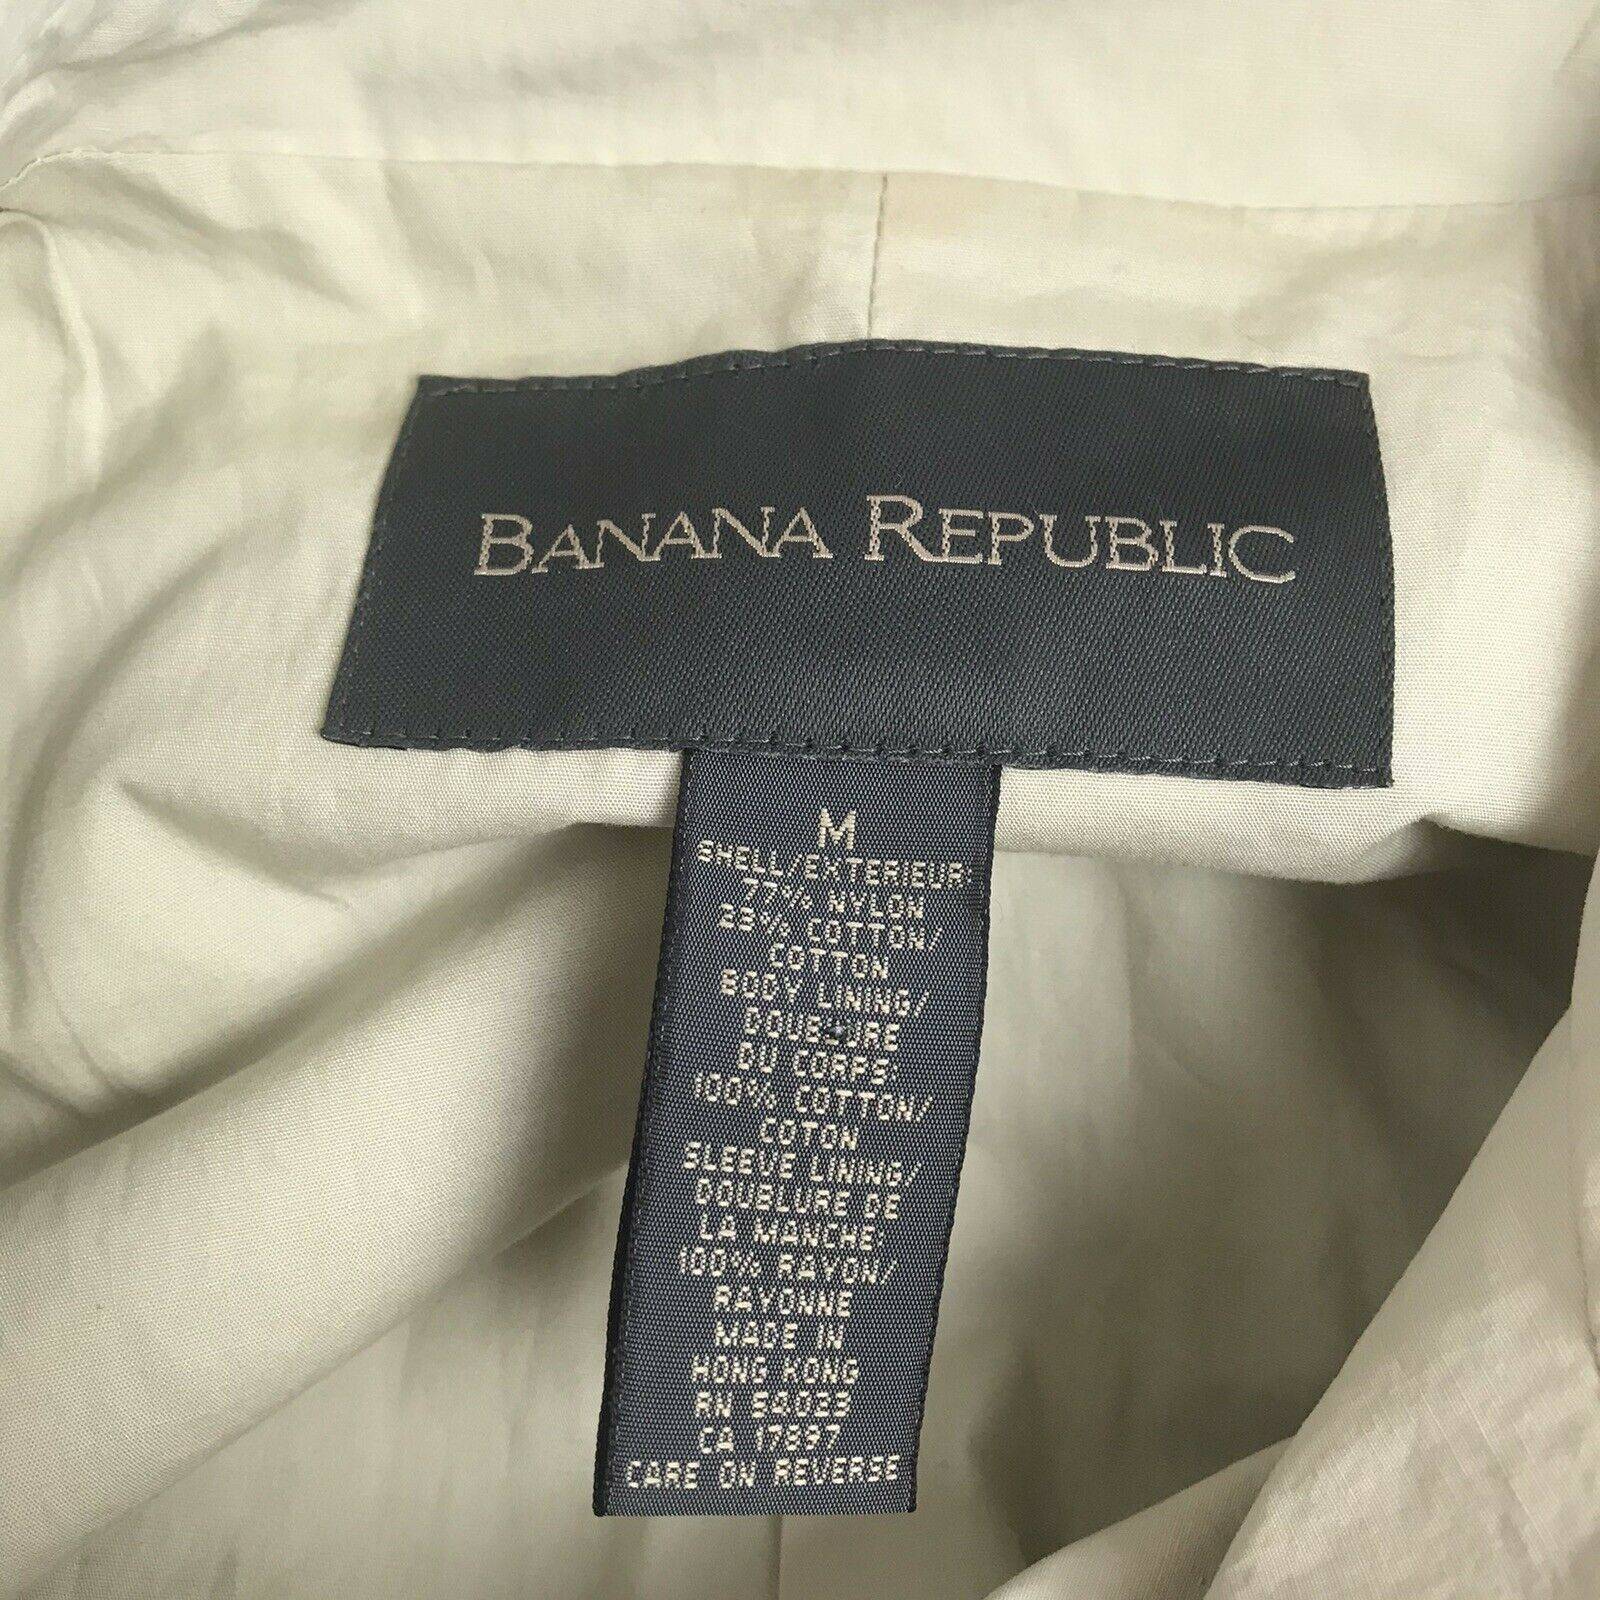 BANANA REPUBLIC
M
SHELL/EXTERIEUR
77% NYLON
23% COTTON/
COTTON
BODY LINING/
DOUBLURE
DU CORPS
100% COTTON/
COTON
SLEEVE LINING/
DOUBLURE DE
LA MANCHE
100% RAYON/
RAYONNE
MADE IN
HONG KONG
RN 54023
CA 17897
CARE ON REVERSE